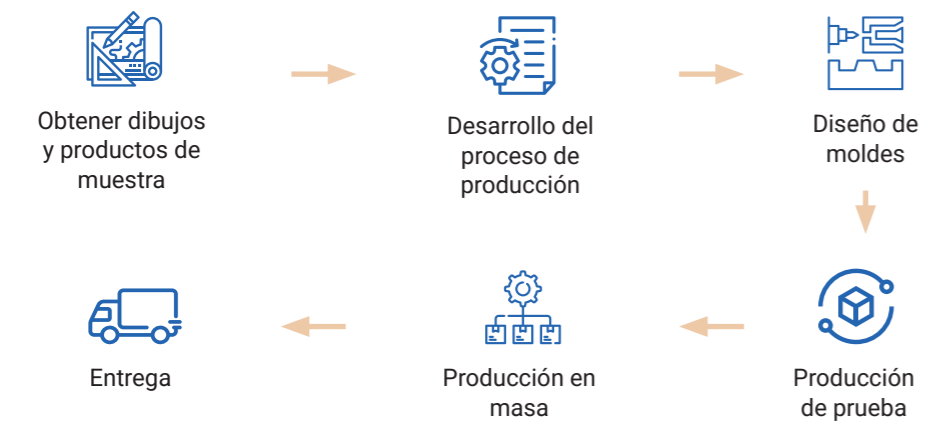 Obtener dibujos
y productos de
muestra
Desarrollo del
proceso de
producción
Diseño de
moldes
Producción
de prueba
Producción en
masa
Entrega